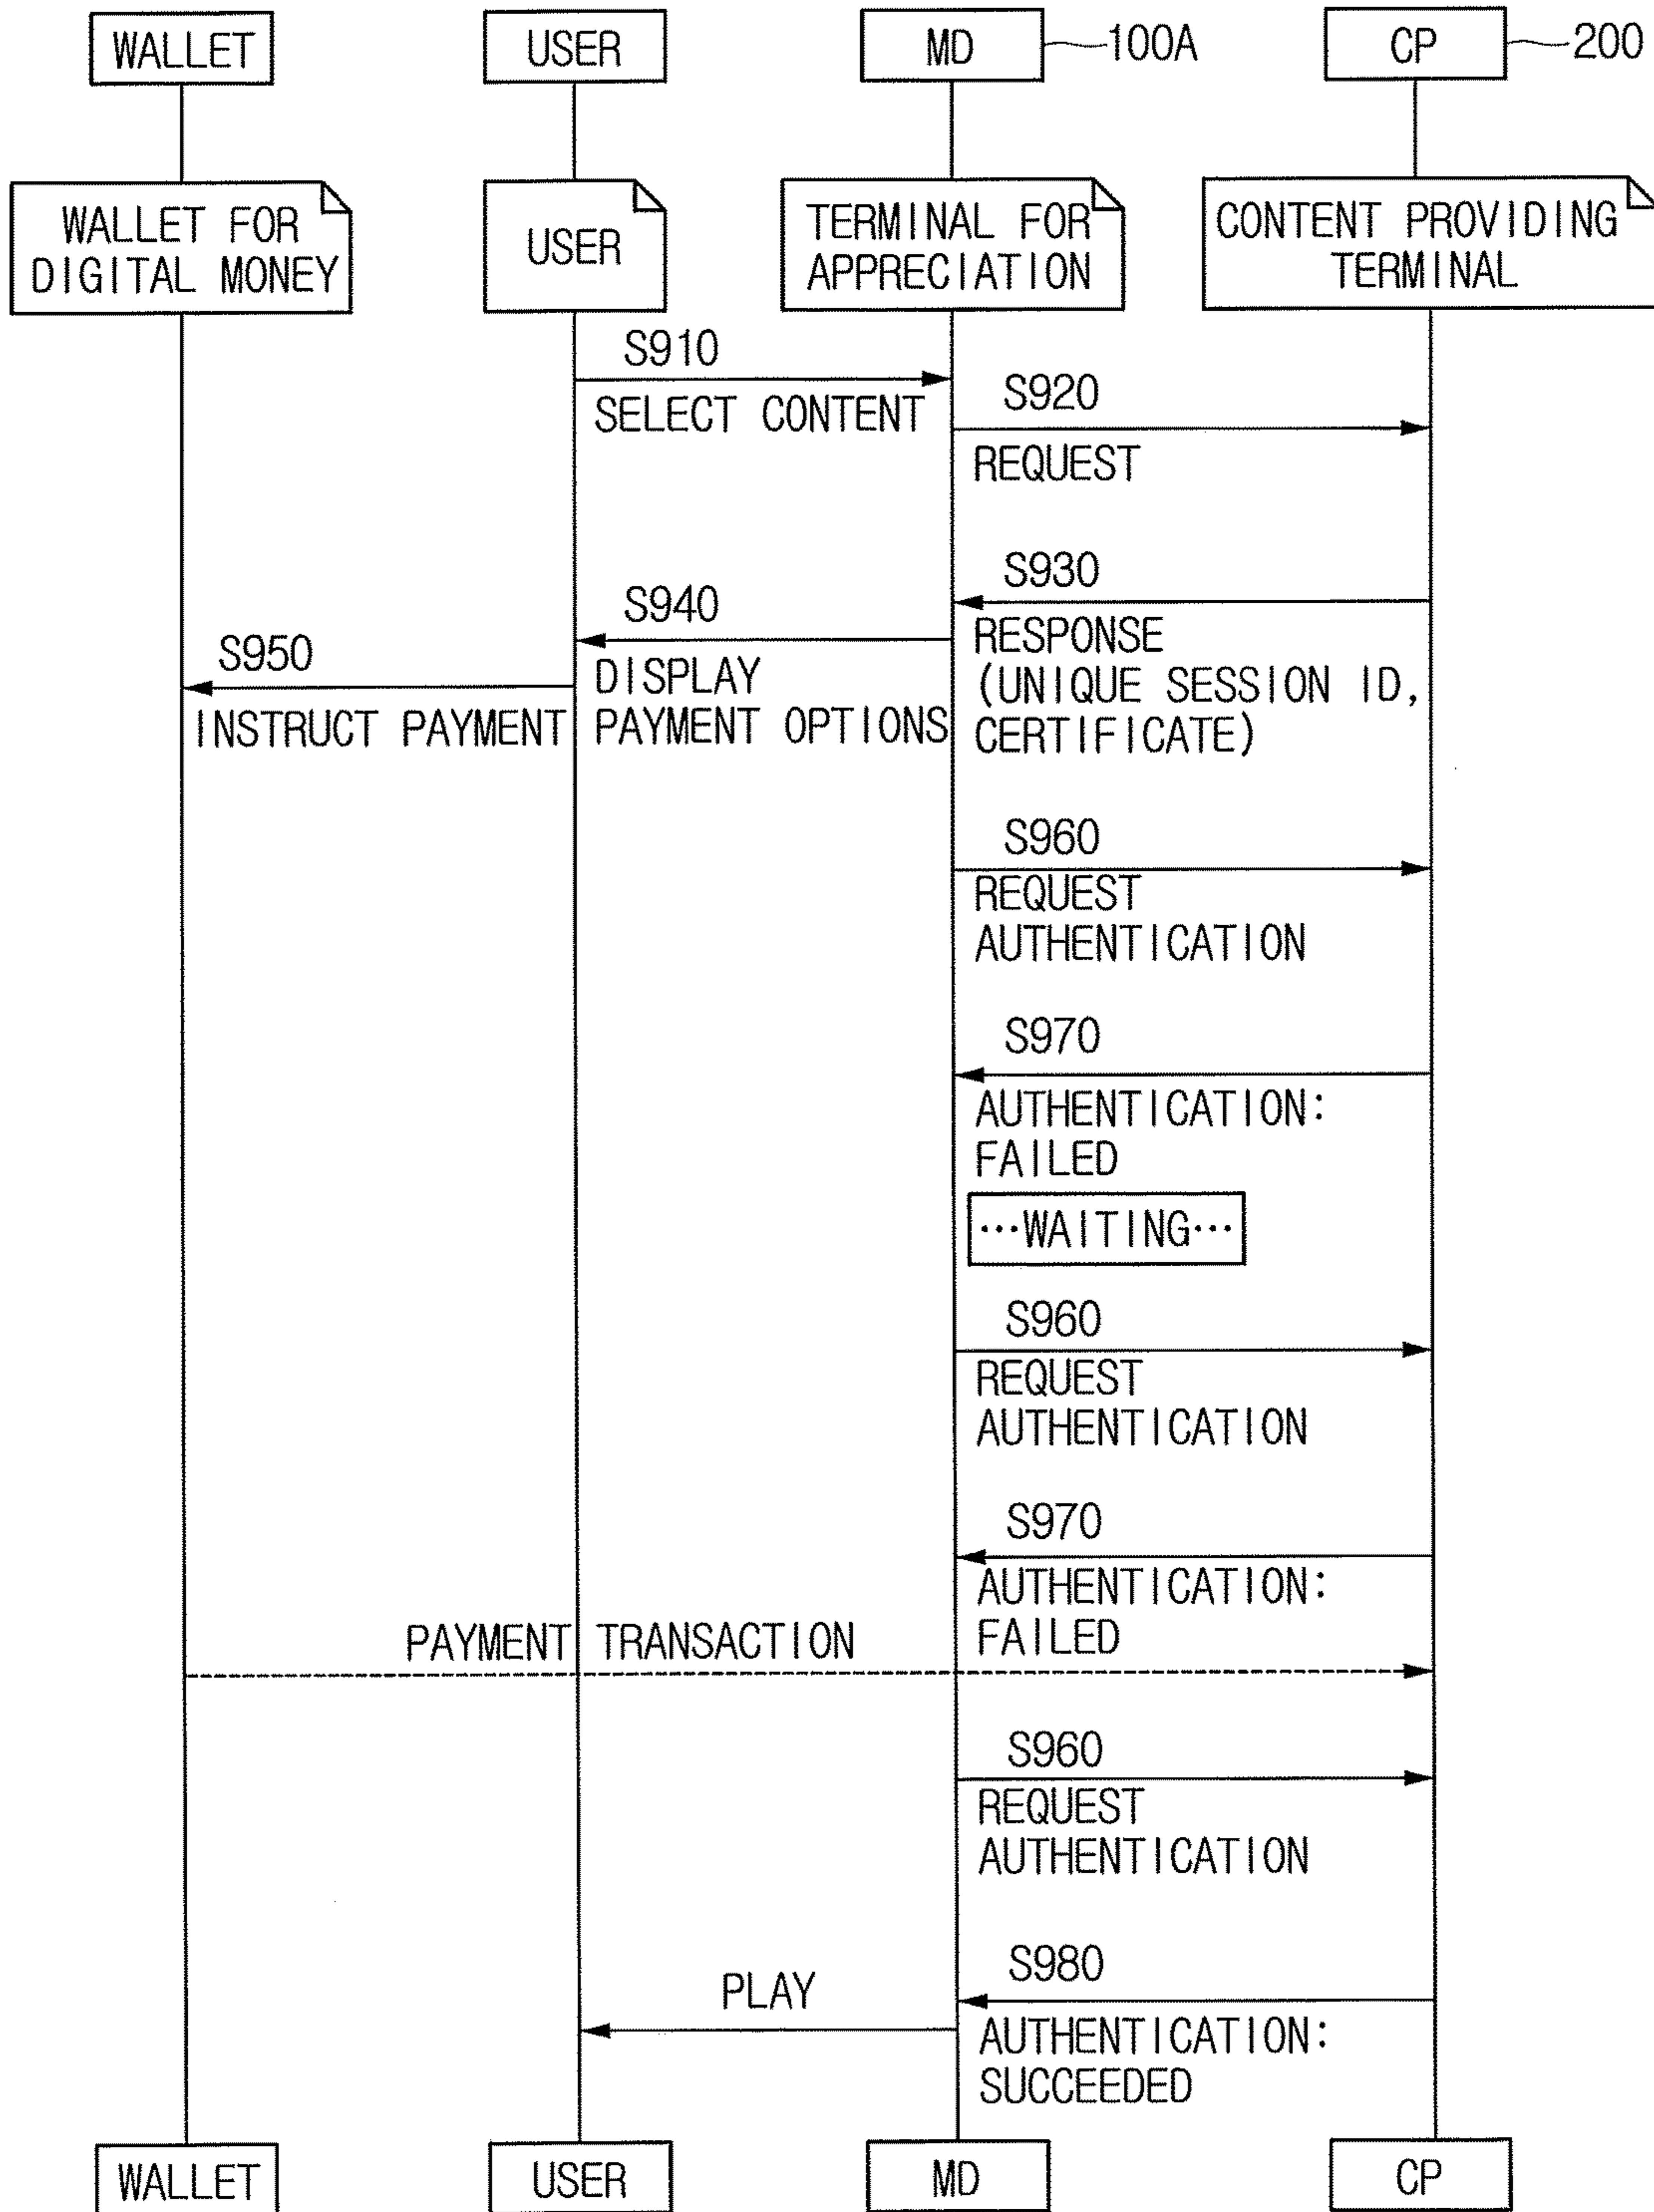 WALLET
USER
MD
100A
CP
200
WALLET FOR
DIGITAL MONEY
USER
TERMINAL FOR
APPRECIATION
CONTENT PROVIDING
TERMINAL
S910
SELECT CONTENT
S920
REQUEST
S930
RESPONSE
(UNIQUE SESSION ID,
CERTIFICATE)
S940
DISPLAY
PAYMENT OPTIONS
S950
INSTRUCT PAYMENT
S960
REQUEST
AUTHENTICATION
S970
AUTHENTICATION:
FAILED
···WAITING···
S960
REQUEST
AUTHENTICATION
S970
AUTHENTICATION:
FAILED
PAYMENT TRANSACTION
S960
REQUEST
AUTHENTICATION
S980
AUTHENTICATION:
SUCCEEDED
PLAY
WALLET
USER
MD
CP